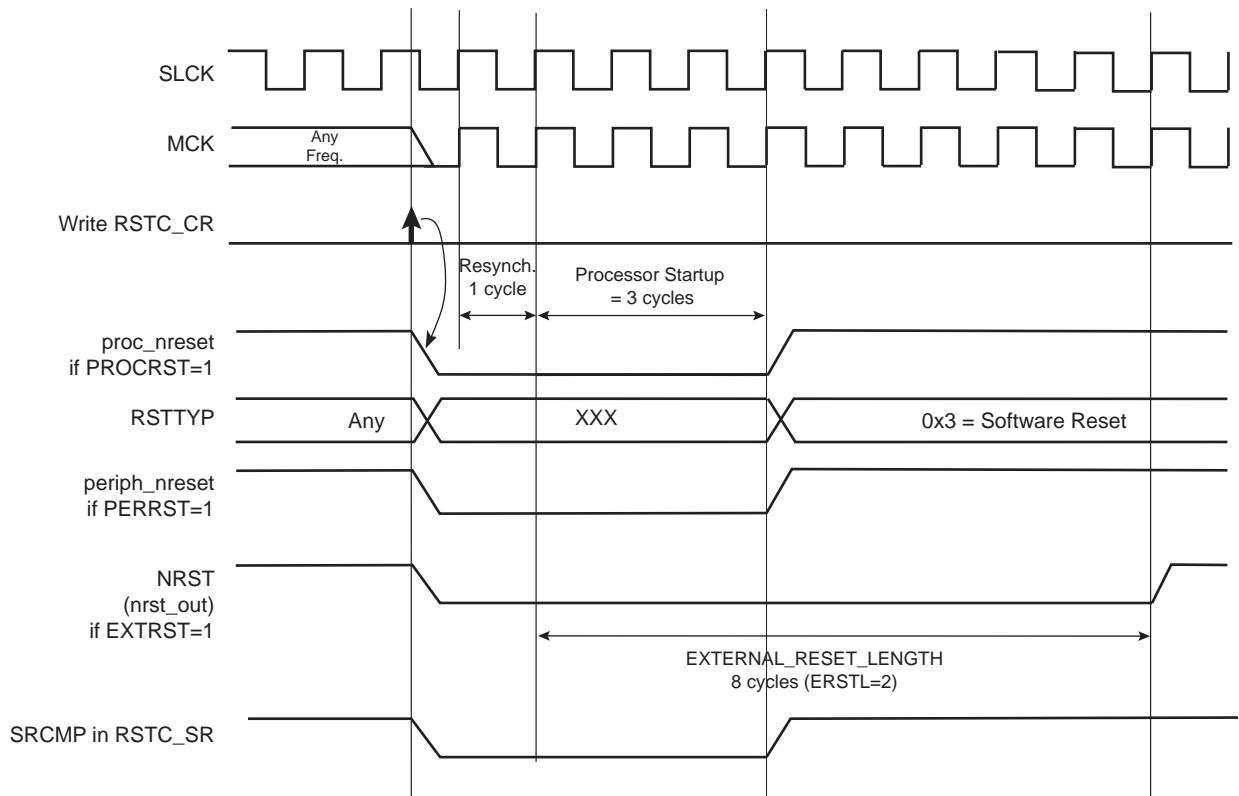 SLCK
MCK
Any
Freq.
Write RSTC_CR
Resynch.
1 cycle
Processor Startup
= 3 cycles
proc_nreset
if PROCRST=1
RSTTYP
Any
XXX
0x3 = Software Reset
periph_nreset
if PERRST=1
NRST
(nrst_out)
if EXTRST=1
EXTERNAL_RESET_LENGTH
8 cycles (ERSTL=2)
SRCMP in RSTC_SR